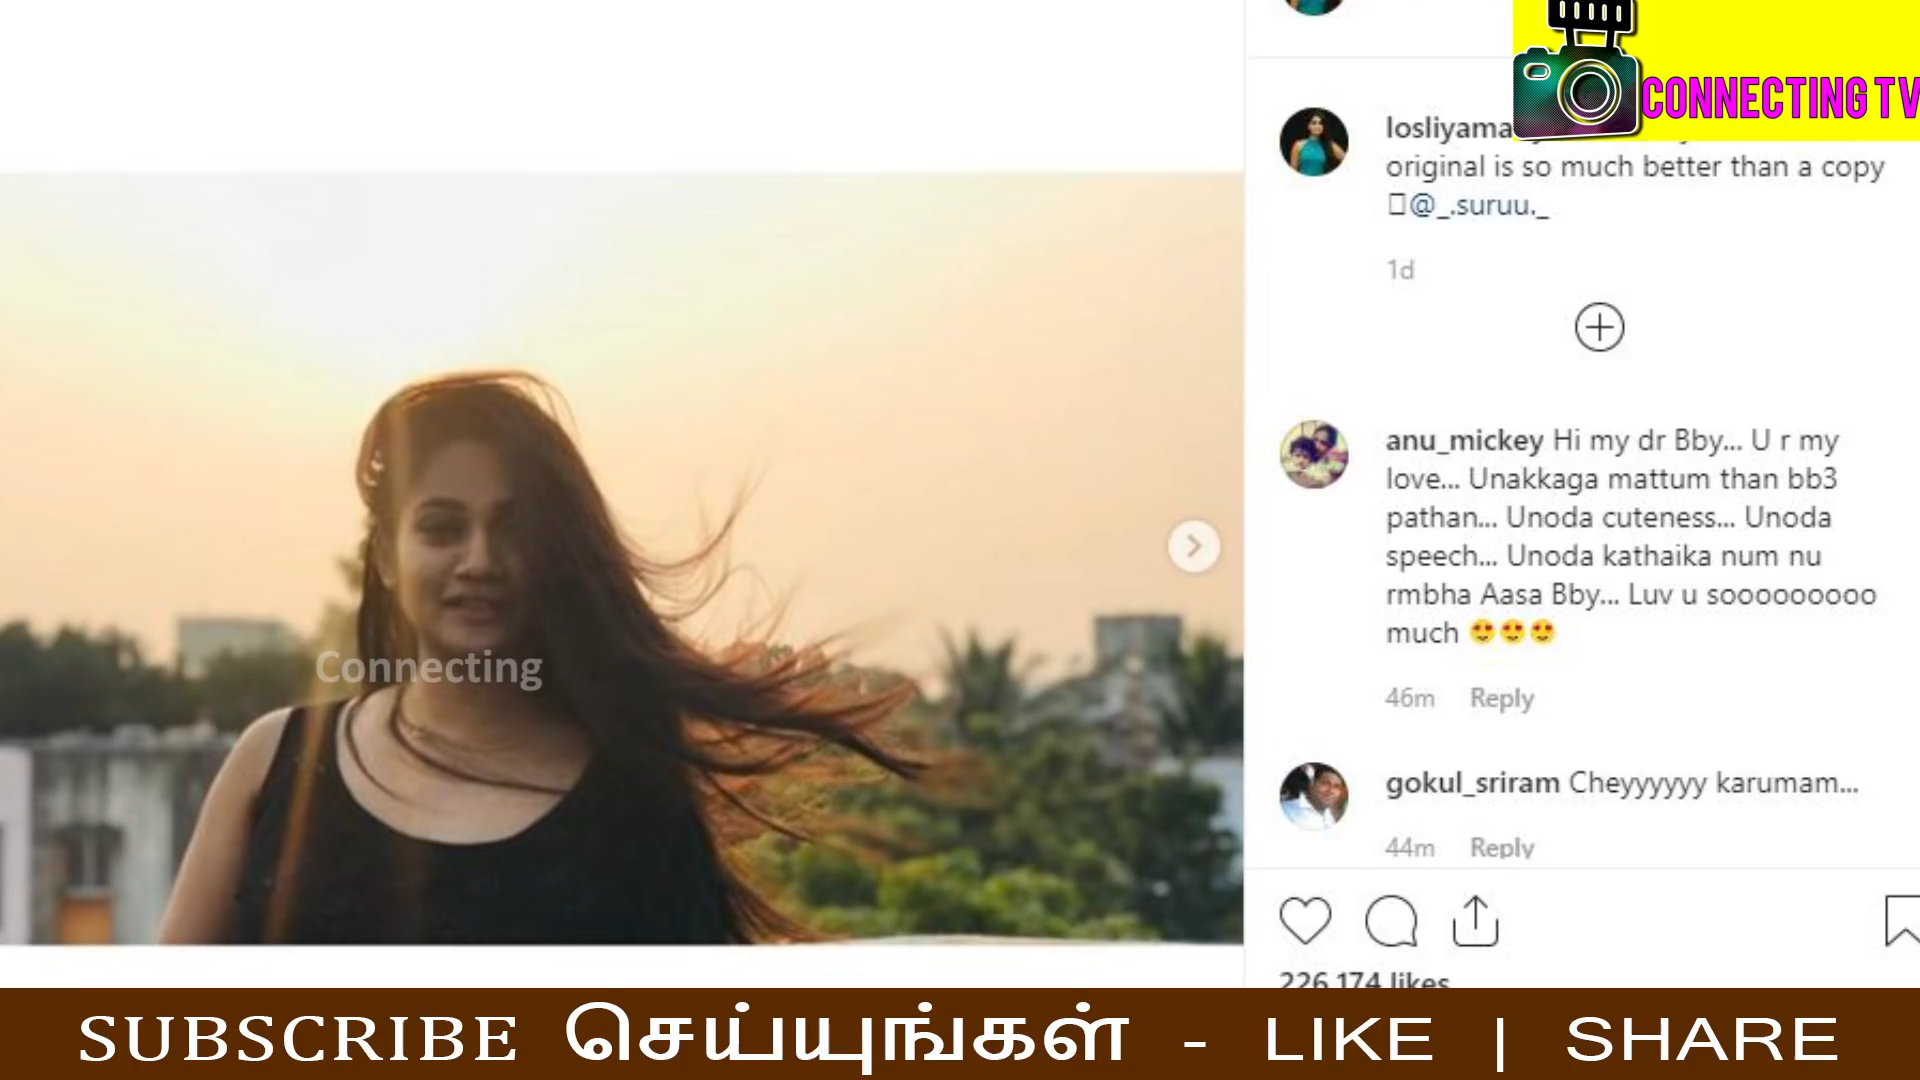 CONNECTING TV
losliyama
original is so much better than a copy
@_.suruu._
1d
anu_mickey Hi my dr Bby... U r my
love... Unakkaga mattum than bb3
pathan... Unoda cuteness... Unoda
speech... Unoda kathaika num nu
rmbha Aasa Bby... Luv u sooooooooo
much 😍😍😍
46m Reply
gokul_sriram Cheyyyyyy karumam...
44m Reply
226,174 likes
Connecting
SUBSCRIBE செய்யுங்கள் - LIKE | SHARE